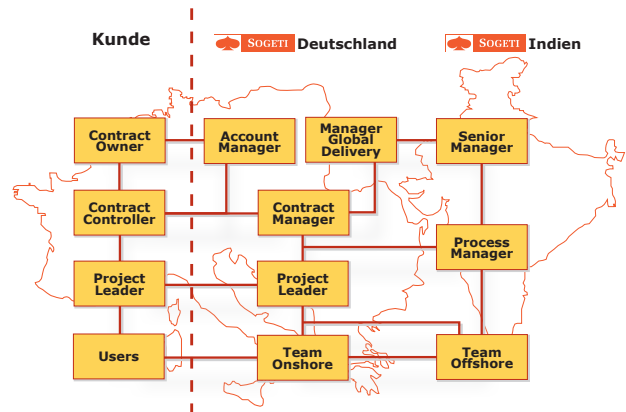 Kunde
SOGETI Deutschland
SOGETI Indien
Contract
Owner
Account
Manager
Manager
Global
Delivery
Senior
Manager
Contract
Controller
Contract
Manager
Process
Manager
Project
Leader
Project
Leader
Users
Team
Onshore
Team
Offshore